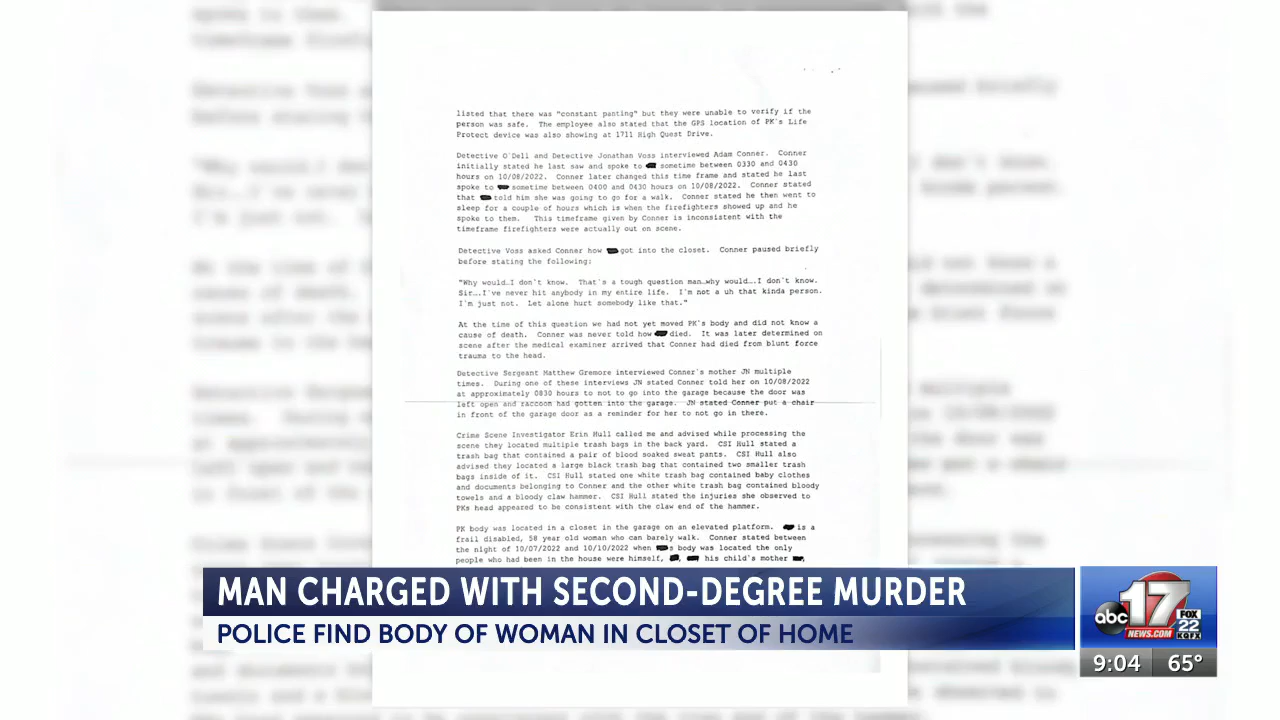 listed that there was "constant panting" but they were unable to verify if the
person was safe. The employee also stated that the GPS location of PK's Life
Protect device was also showing at 1711 High Quest Drive.
Detective O'Dell and Detective Jonathan Voss interviewed Adam Conner. Conner
initially stated he last saw and spoke to sometime between 0330 and 0430
hours on 10/08/2022. Conner later changed this time frame and stated he last
spoke to sometime between 0400 and 0430 hours on 10/08/2022. Conner stated
that told him she was going to go for a walk. Conner stated he then went to
sleep for a couple of hours which is when the firefighters showed up and he
spoke to them. This timeframe given by Conner is inconsistent with the
timeframe firefighters were actually out on scene.
Detective Voss asked Conner how got into the closet. Conner paused briefly
before stating the following:
"Why would…I don't know. That's a tough question man…why would….I don't know.
Sir….I've never hit anybody in my entire life. I'm not a uh that kinda person.
I'm just not. Let alone hurt somebody like that."
At the time of this question we had not yet moved PK's body and did not know a
cause of death. Conner was never told how died. It was later determined on
scene after the medical examiner arrived that Conner had died from blunt force
trauma to the head.
Detective Sergeant Matthew Gremore interviewed Conner's mother JN multiple
times. During one of these interviews JN stated Conner told her on 10/08/2022
at approximately 0830 hours to not to go into the garage because the door was
left open and raccoon had gotten into the garage. JN stated Conner put a chair
in front of the garage door as a reminder for her to not go in there.
Crime Scene Investigator Erin Hull called me and advised while processing the
scene they located multiple trash bags in the back yard. CSI Hull stated a
trash bag that contained a pair of blood soaked sweat pants. CSI Hull also
advised they located a large black trash bag that contained two smaller trash
bags inside of it. CSI Hull stated one white trash bag contained baby clothes
and documents belonging to Conner and the other white trash bag contained bloody
towels and a bloody claw hammer. CSI Hull stated the injuries she observed to
PKs head appeared to be consistent with the claw end of the hammer.
PK body was located in a closet in the garage on an elevated platform. is a
frail disabled, 58 year old woman who can barely walk. Conner stated between
the night of 10/07/2022 and 10/10/2022 when s body was located the only
people who had been in the house were himself, , , his child's mother ,
MAN CHARGED WITH SECOND-DEGREE MURDER
POLICE FIND BODY OF WOMAN IN CLOSET OF HOME
abc 17 NEWS.COM FOX 22 KQFX
9:04 65°